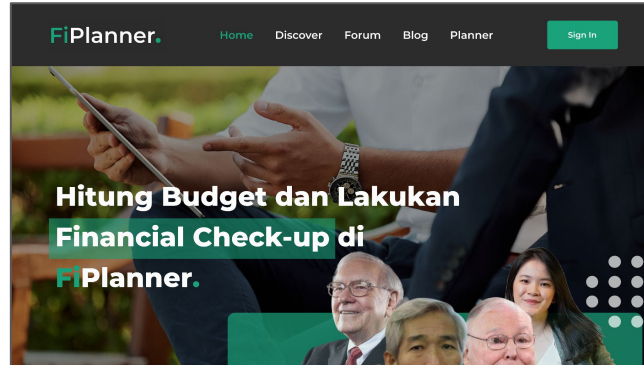 FiPlanner.
Home Discover Forum Blog Planner
Sign In
Hitung Budget dan Lakukan
Financial Check-up di
FiPlanner.